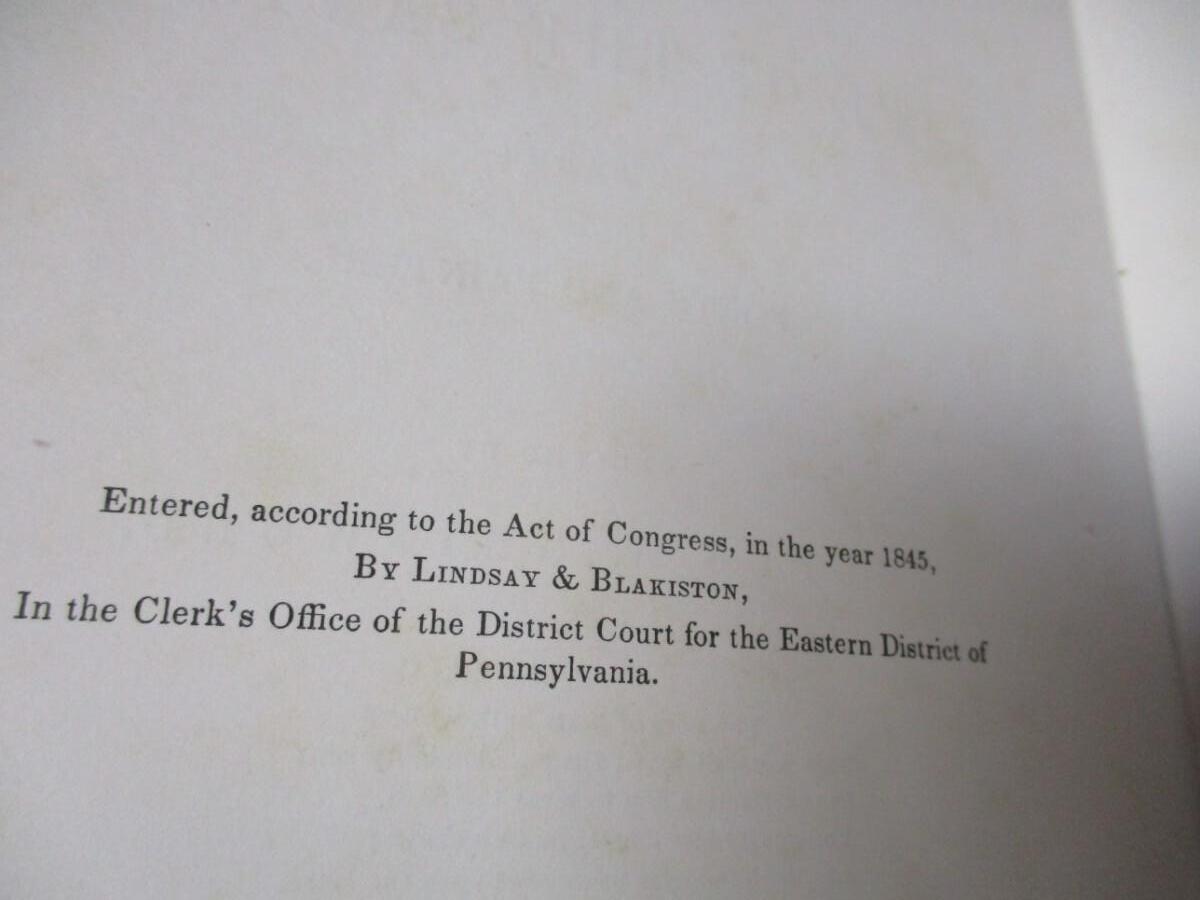 Entered, according to the Act of Congress, in the year 1845,
By Lindsay & Blakiston,
In the Clerk's Office of the District Court for the Eastern District of
Pennsylvania.